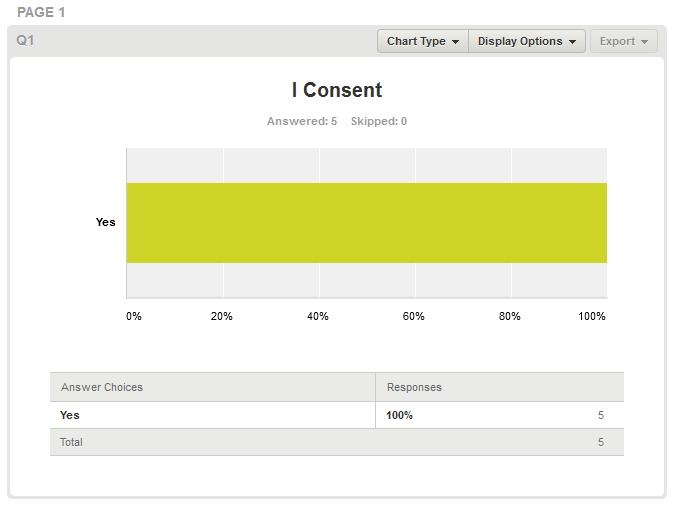 PAGE 1
Q1 Chart Type Display Options Export
I Consent
Answered: 5 Skipped: 0
Yes
0% 20% 40% 60% 80% 100%
Answer Choices Responses
Yes 100% 5
Total 5